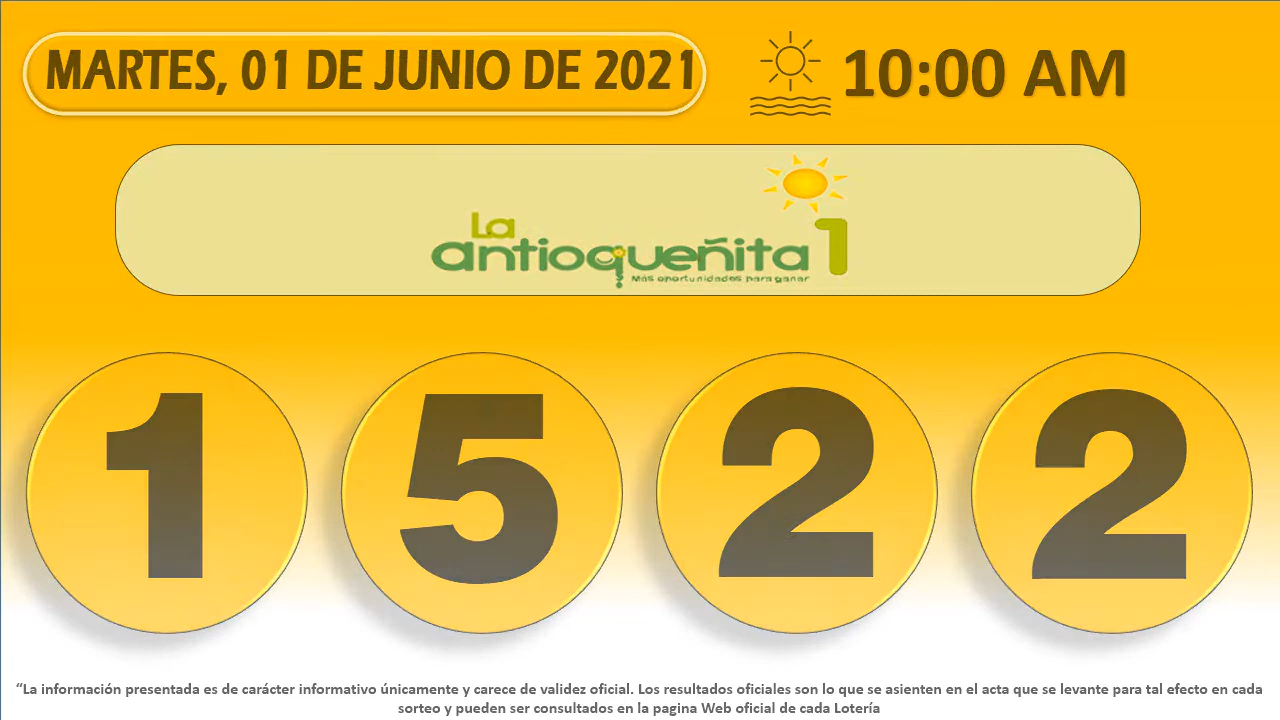 MARTES, 01 DE JUNIO DE 2021
10:00 AM
La
antioqueñita 1
Más oportunidades para ganar
1 5 2 2
“La información presentada es de carácter informativo únicamente y carece de validez oficial. Los resultados oficiales son lo que se asienten en el acta que se levante para tal efecto en cada
sorteo y pueden ser consultados en la pagina Web oficial de cada Lotería